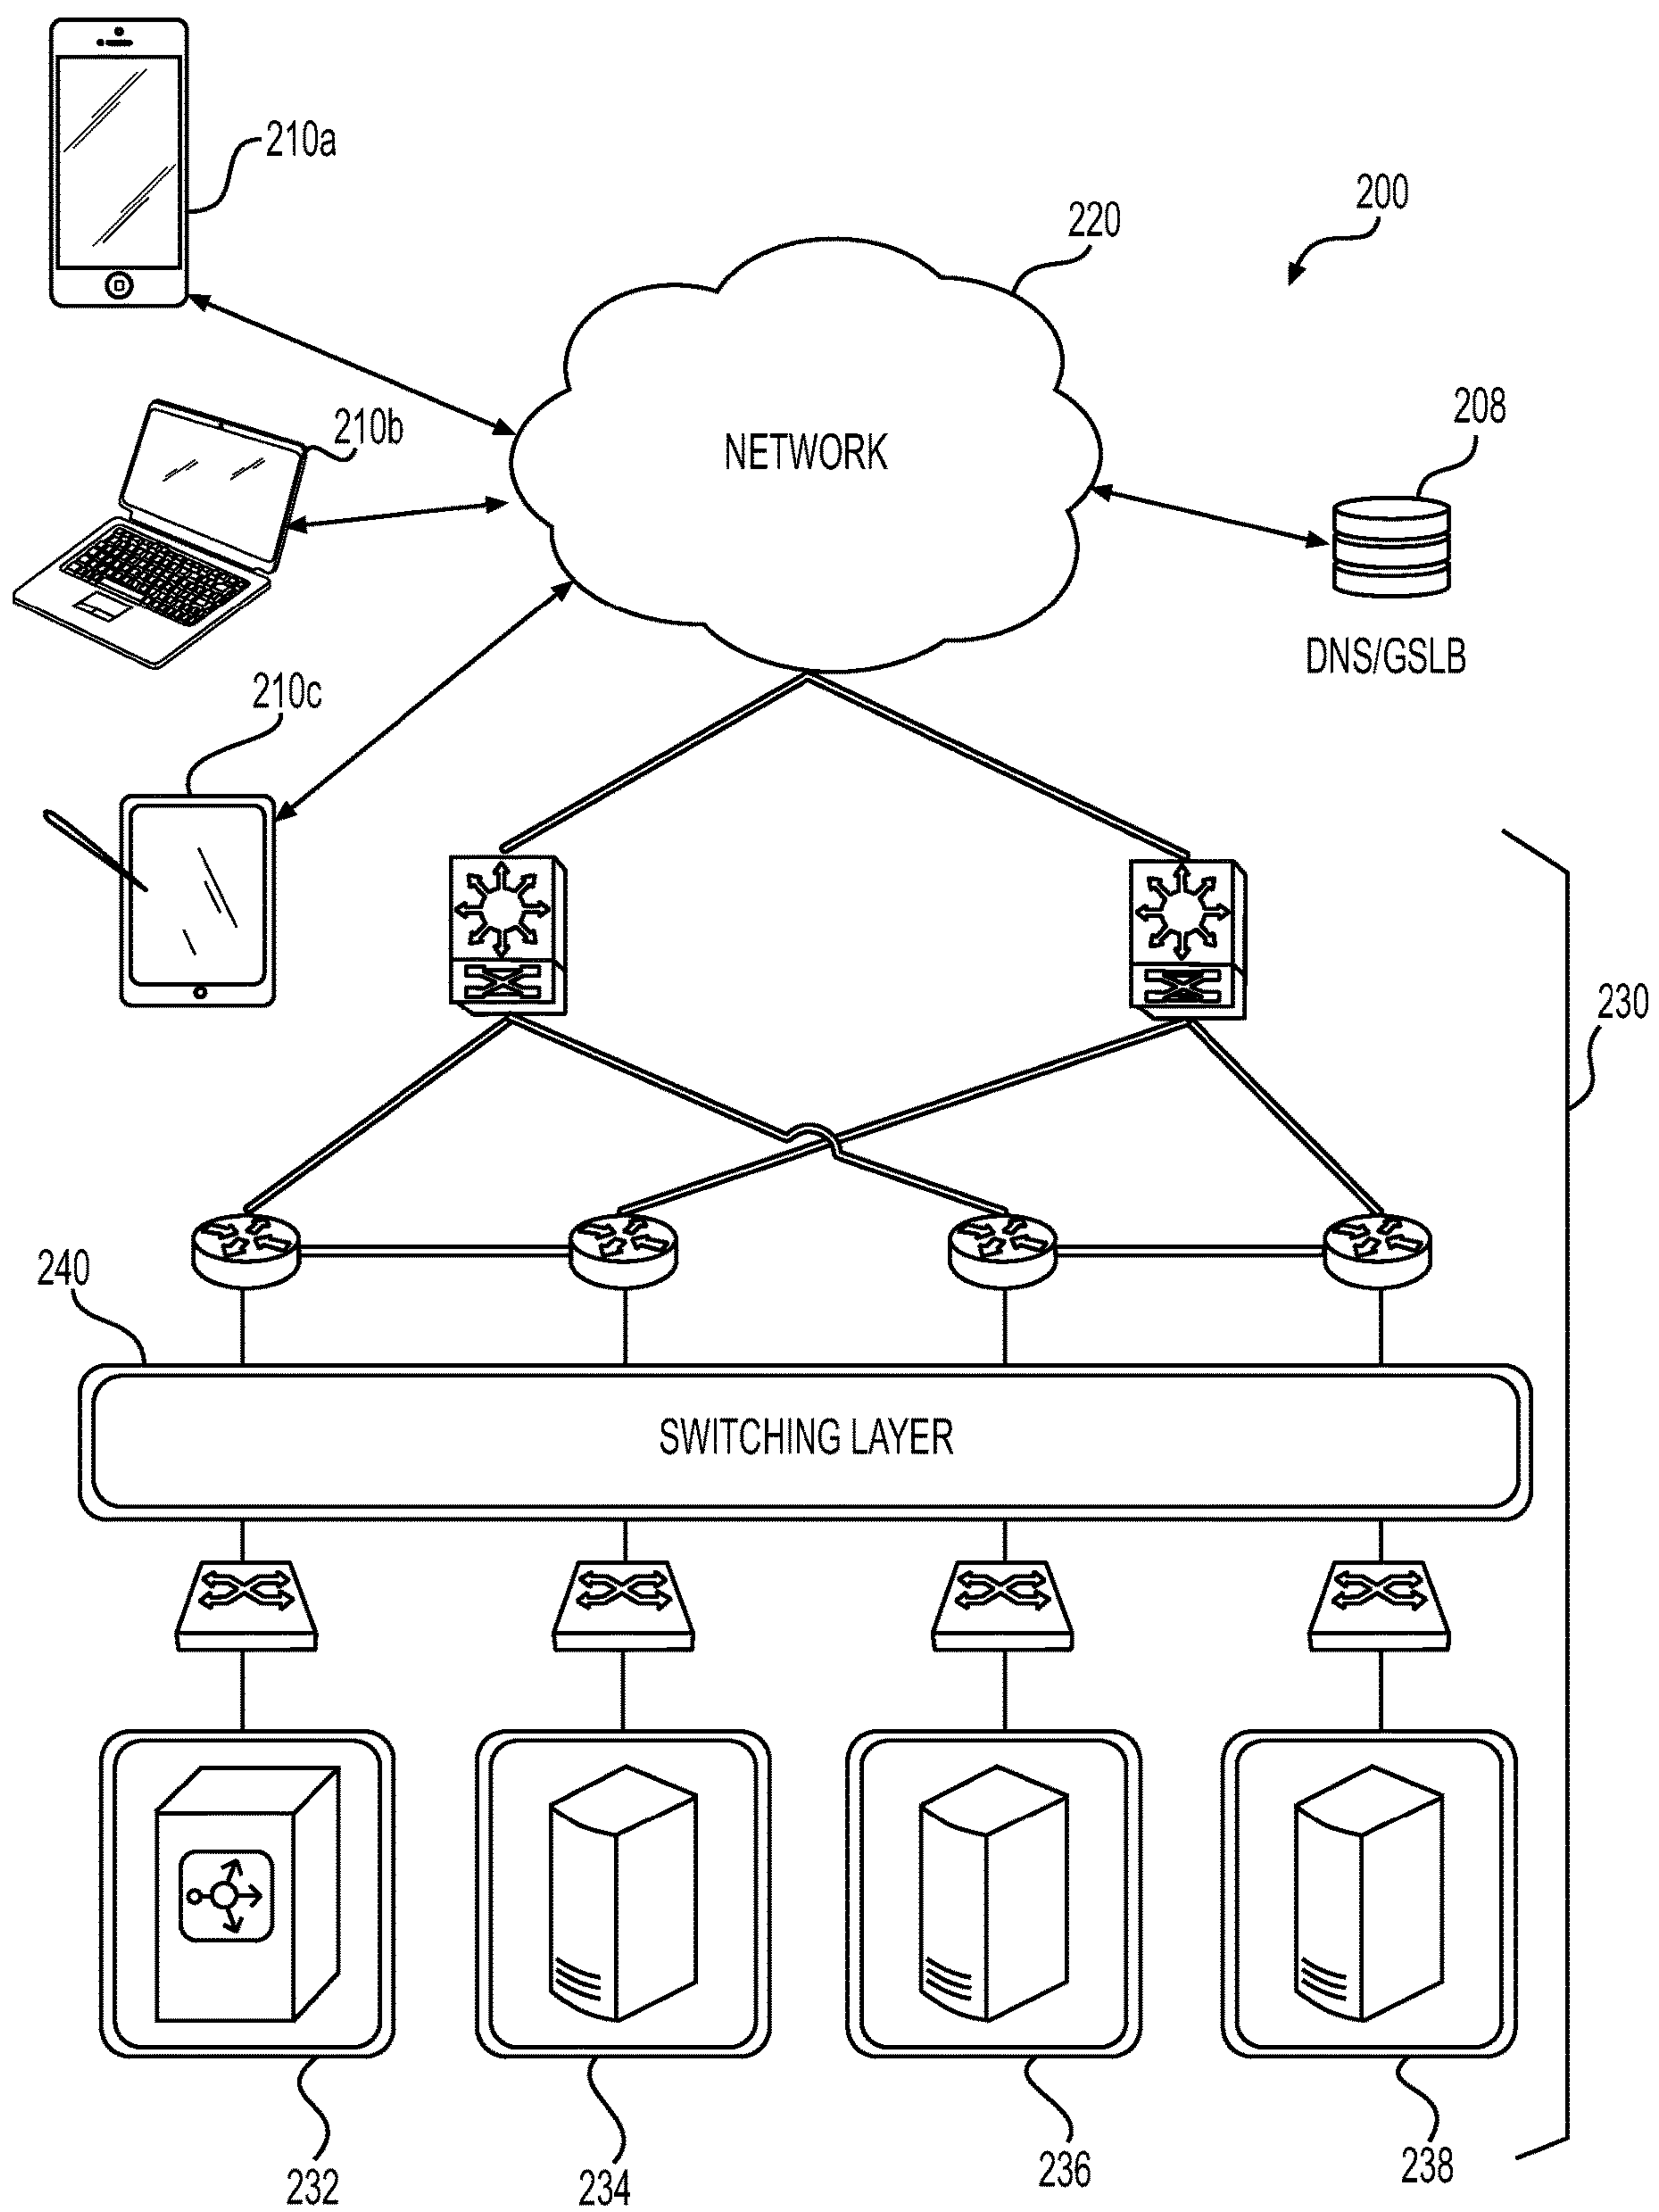 210a
200
220
208
210b
NETWORK
DNS/GSLB
210c
230
240
SWITCHING LAYER
232
234
236
238